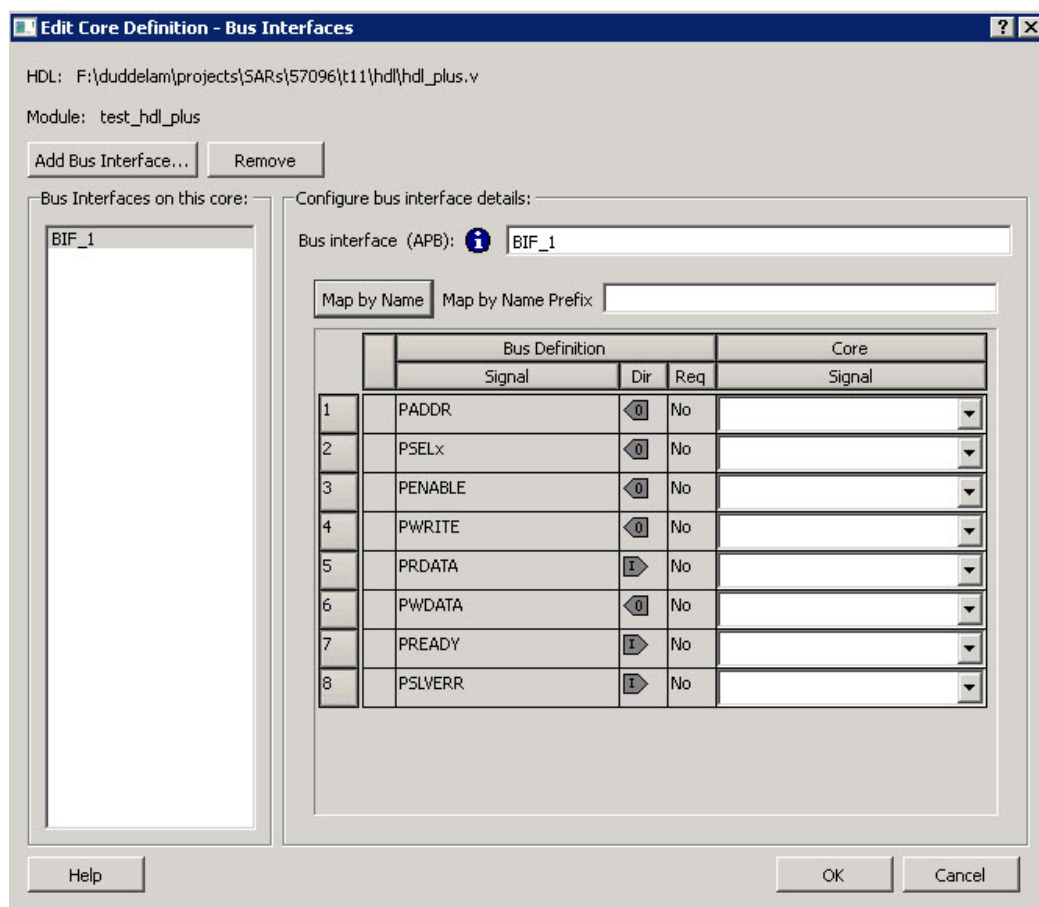 Edit Core Definition - Bus Interfaces
HDL: F:\duddelam\projects\SARs\57096\t11\hdl\hdl_plus.v
Module: test_hdl_plus
Add Bus Interface... Remove
Bus Interfaces on this core:
BIF_1
Configure bus interface details:
Bus interface (APB): BIF_1
Map by Name Map by Name Prefix
Bus Definition Core
Signal Dir Req Signal
1 PADDR O No
2 PSELx O No
3 PENABLE O No
4 PWRITE O No
5 PRDATA I No
6 PWDATA O No
7 PREADY I No
8 PSLVERR I No
Help OK Cancel